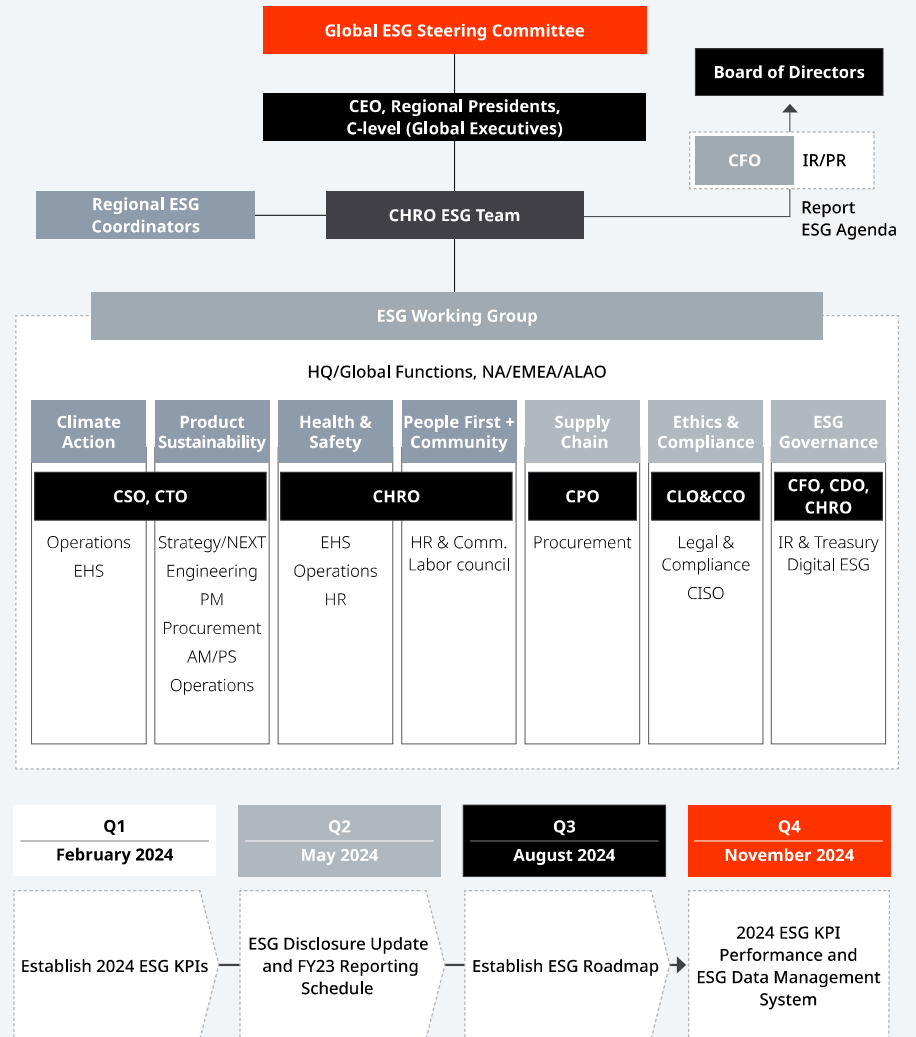 Global ESG Steering Committee
Board of Directors
CEO, Regional Presidents,
C-level (Global Executives)
CFO
IR/PR
Regional ESG
Coordinators
CHRO ESG Team
Report
ESG Agenda
ESG Working Group
HQ/Global Functions, NA/EMEA/ALAO
Climate
Action
Product
Sustainability
Health &
Safety
People First +
Community
Supply
Chain
Ethics &
Compliance
ESG
Governance
CSO, CTO
CHRO
CPO
CLO&CCO
CFO, CDO,
CHRO
Operations
EHS
Strategy/NEXT
Engineering
PM
Procurement
AM/PS
Operations
EHS
Operations
HR
HR & Comm.
Labor council
Procurement
Legal &
Compliance
CISO
IR & Treasury
Digital ESG
Q1
February 2024
Q2
May 2024
Q3
August 2024
Q4
November 2024
Establish 2024 ESG KPIs
ESG Disclosure Update
and FY23 Reporting
Schedule
Establish ESG Roadmap
2024 ESG KPI
Performance and
ESG Data Management
System